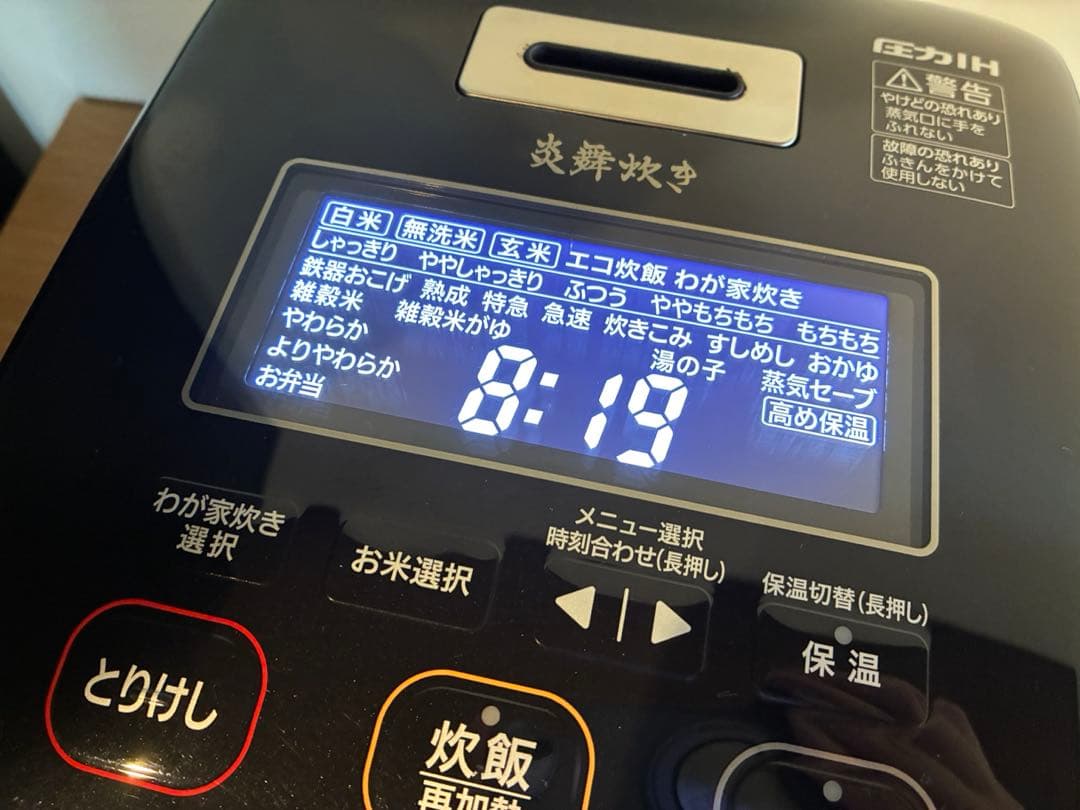 圧力IH
警告
やけどの恐れあり
蒸気口に手を
ふれない
故障の恐れあり
ふきんをかけて
使用しない
炎舞炊き
白米 無洗米 玄米 エコ炊飯 わが家炊き
しゃっきり ややしゃっきり ふつう ややもちもち もちもち
鉄器おこげ 熟成 特急 急速 炊きこみ すしめし おかゆ
雑穀米 雑穀米がゆ 湯の子 蒸気セーブ
やわらか
よりやわらか
お弁当
高め保温
8:19
わが家炊き
選択
お米選択
メニュー選択
時刻合わせ(長押し)
保温切替(長押し)
保温
とりけし
炊飯
再加熱